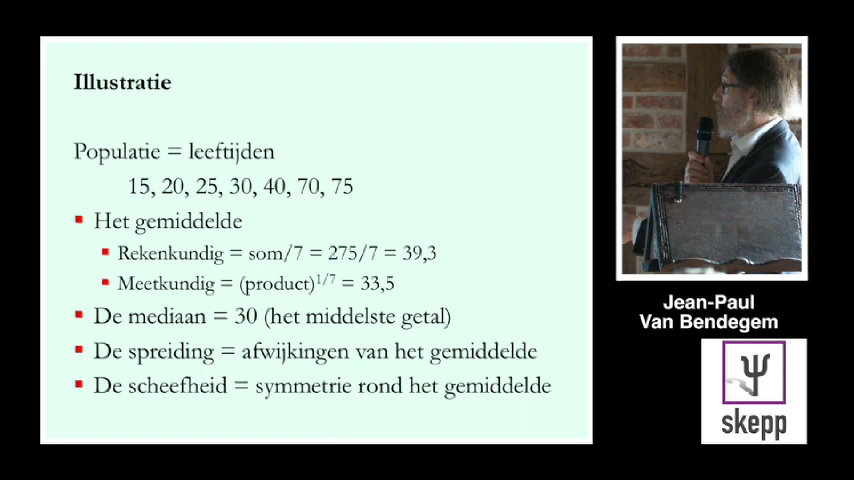 Illustratie
Populatie = leeftijden
15, 20, 25, 30, 40, 70, 75
Het gemiddelde
Rekenkundig = som/7 = 275/7 = 39,3
Meetkundig = (product)^1/7 = 33,5
De mediaan = 30 (het middelste getal)
De spreiding = afwijkingen van het gemiddelde
De scheefheid = symmetrie rond het gemiddelde
Jean-Paul
Van Bendegem
Ψ
skepp